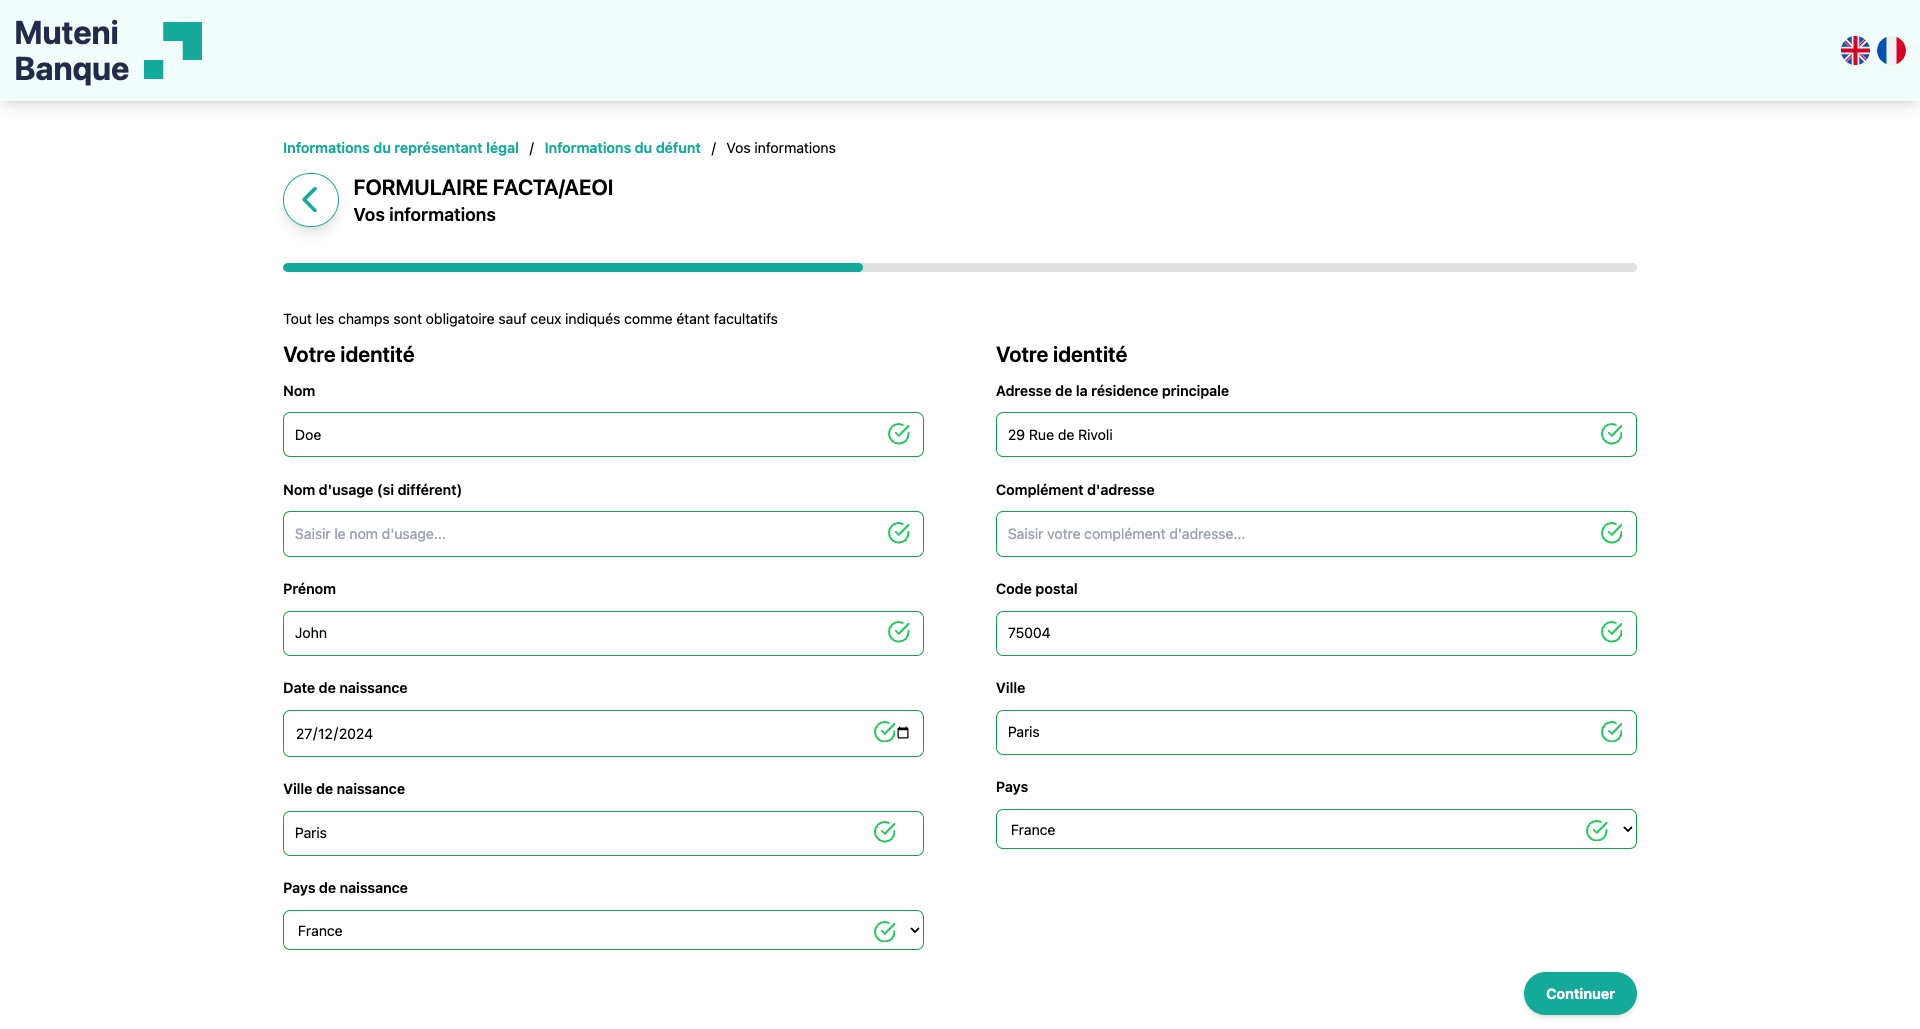 Muteni
Banque
Informations du représentant légal / Informations du défunt / Vos informations
FORMULAIRE FACTA/AEOI
Vos informations
Tout les champs sont obligatoire sauf ceux indiqués comme étant facultatifs
Votre identité
Nom
Doe
Nom d'usage (si différent)
Saisir le nom d'usage...
Prénom
John
Date de naissance
27/12/2024
Ville de naissance
Paris
Pays de naissance
France
Votre identité
Adresse de la résidence principale
29 Rue de Rivoli
Complément d'adresse
Saisir votre complément d'adresse...
Code postal
75004
Ville
Paris
Pays
France
Continuer